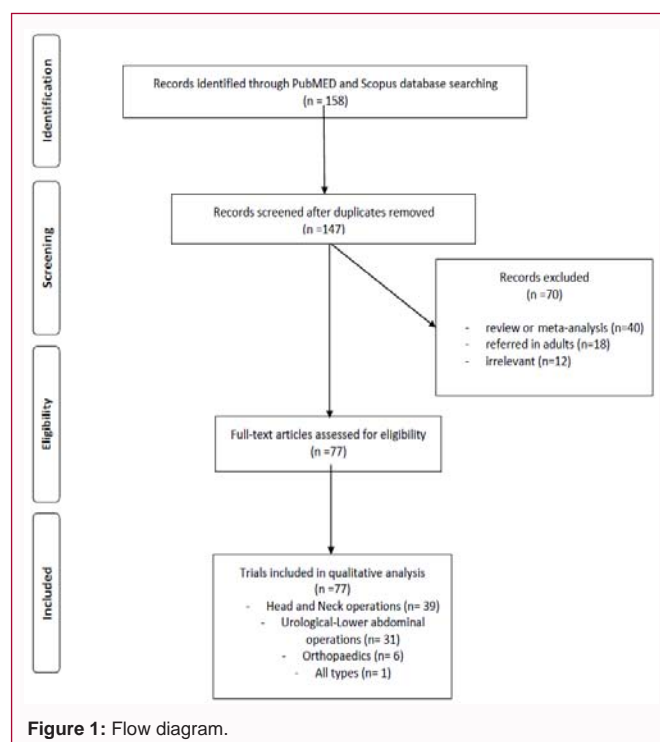 Identification
Records identified through PubMED and Scopus database searching
(n = 158)
Screening
Records screened after duplicates removed
(n =147)
Records excluded
(n =70)
- review or meta-analysis (n=40)
- referred in adults (n=18)
- irrelevant (n=12)
Eligibility
Full-text articles assessed for eligibility
(n =77)
Included
Trials included in qualitative analysis
(n =77)
- Head and Neck operations (n= 39)
- Urological-Lower abdominal
operations (n = 31)
- Orthopaedics (n= 6)
- All types (n= 1)
Figure 1: Flow diagram.